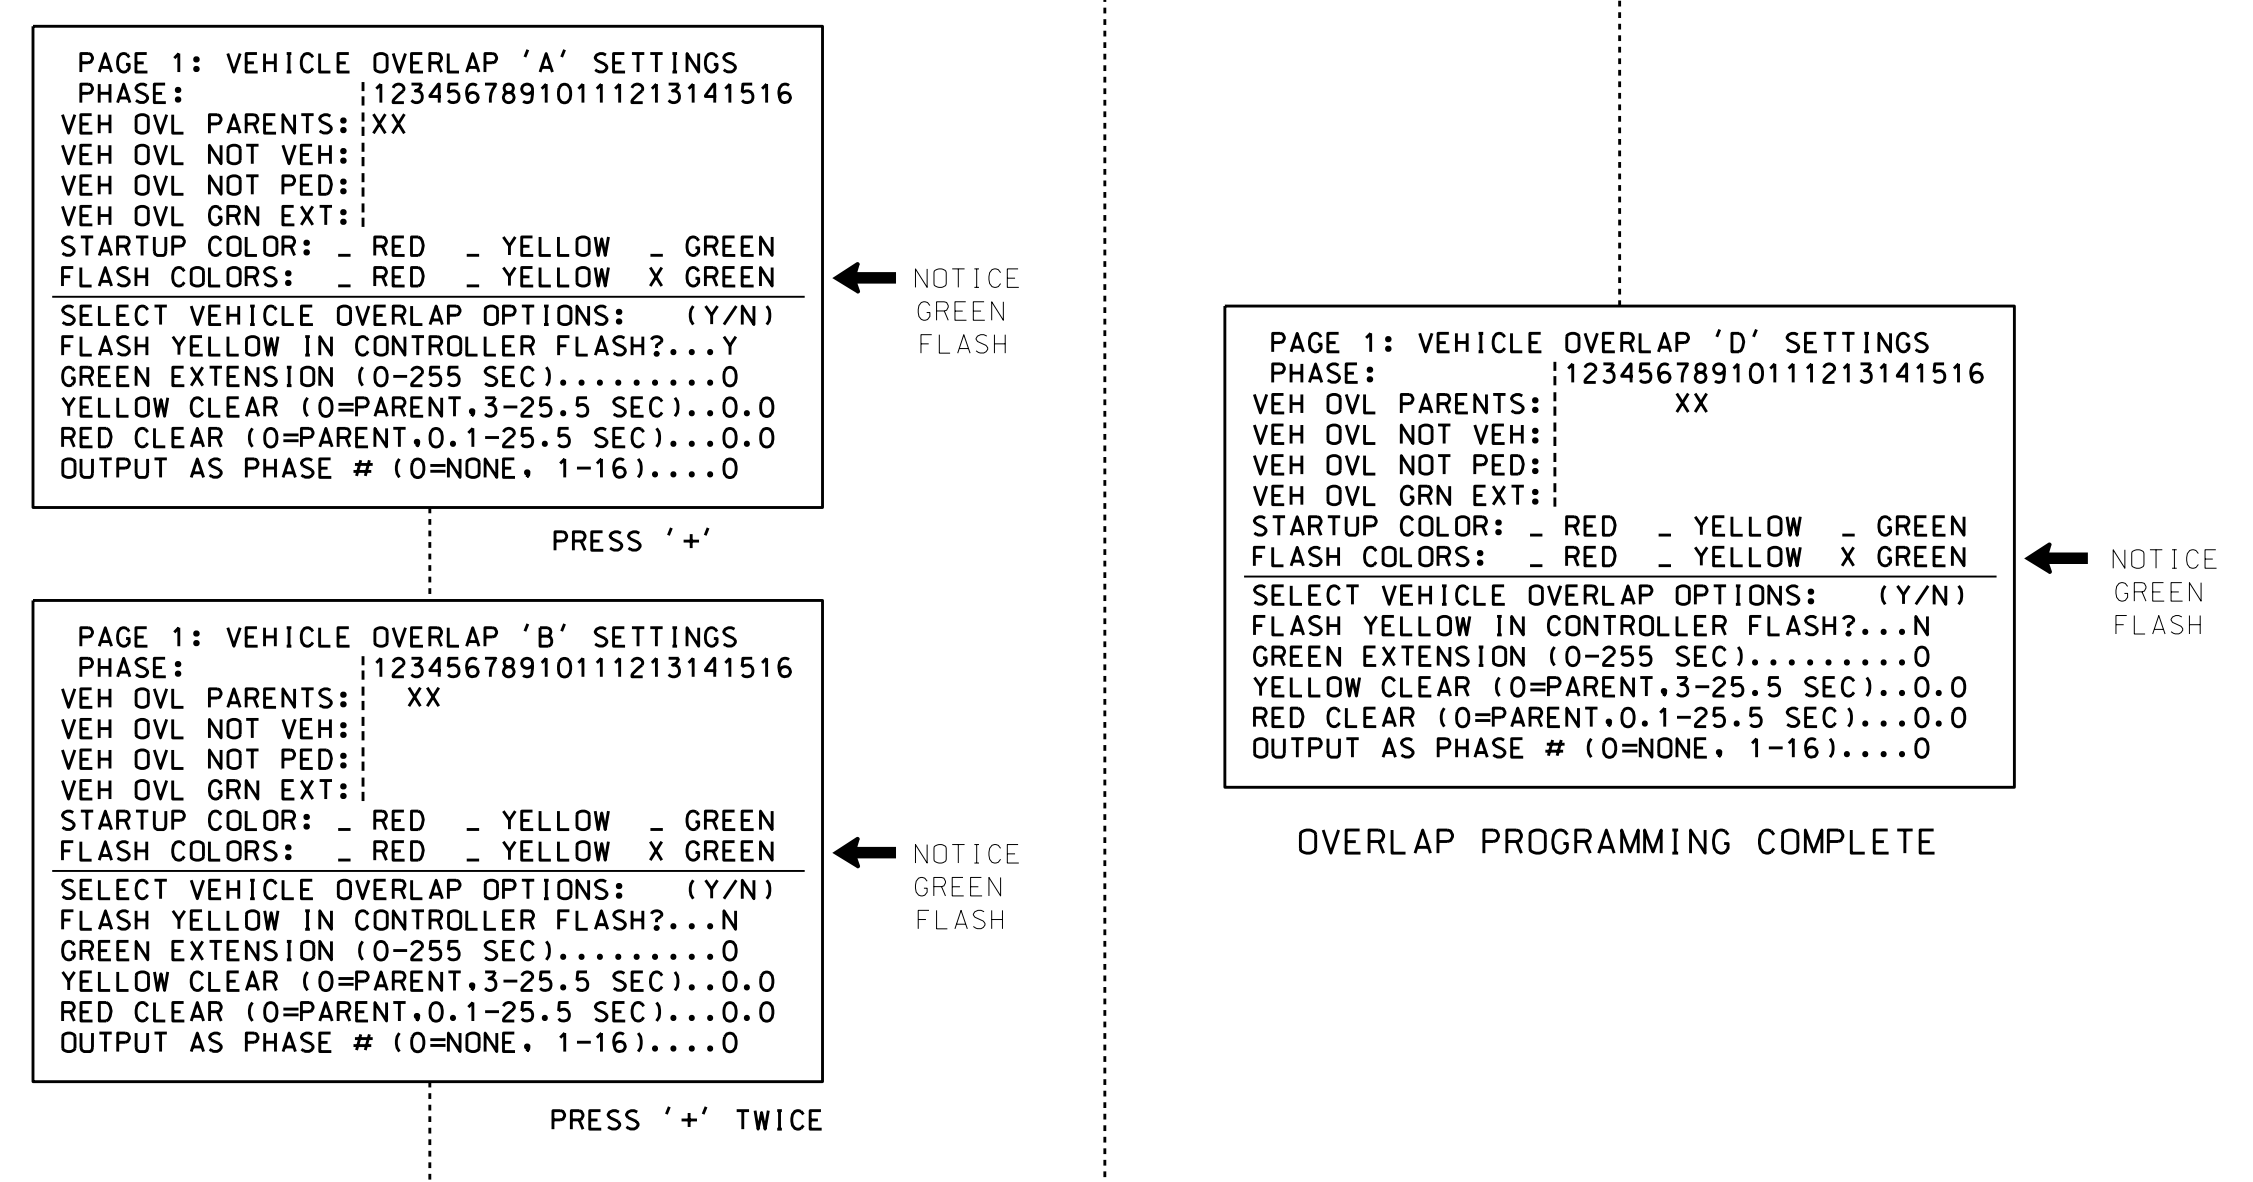 PAGE 1: VEHICLE OVERLAP 'A' SETTINGS
PHASE: 12345678910111213141516
VEH OVL PARENTS: XX
VEH OVL NOT VEH:
VEH OVL NOT PED:
VEH OVL GRN EXT:
STARTUP COLOR: _ RED _ YELLOW _ GREEN
FLASH COLORS: _ RED _ YELLOW X GREEN
SELECT VEHICLE OVERLAP OPTIONS: (Y/N)
FLASH YELLOW IN CONTROLLER FLASH?...Y
GREEN EXTENSION (0-255 SEC).........0
YELLOW CLEAR (0=PARENT,3-25.5 SEC)..0.0
RED CLEAR (0=PARENT,0.1-25.5 SEC)...0.0
OUTPUT AS PHASE # (0=NONE, 1-16)....0
NOTICE
GREEN
FLASH
PRESS '+'
PAGE 1: VEHICLE OVERLAP 'B' SETTINGS
PHASE: 12345678910111213141516
VEH OVL PARENTS: XX
VEH OVL NOT VEH:
VEH OVL NOT PED:
VEH OVL GRN EXT:
STARTUP COLOR: _ RED _ YELLOW _ GREEN
FLASH COLORS: _ RED _ YELLOW X GREEN
SELECT VEHICLE OVERLAP OPTIONS: (Y/N)
FLASH YELLOW IN CONTROLLER FLASH?...N
GREEN EXTENSION (0-255 SEC).........0
YELLOW CLEAR (0=PARENT,3-25.5 SEC)..0.0
RED CLEAR (0=PARENT,0.1-25.5 SEC)...0.0
OUTPUT AS PHASE # (0=NONE, 1-16)....0
NOTICE
GREEN
FLASH
PRESS '+' TWICE
PAGE 1: VEHICLE OVERLAP 'D' SETTINGS
PHASE: 12345678910111213141516
VEH OVL PARENTS: XX
VEH OVL NOT VEH:
VEH OVL NOT PED:
VEH OVL GRN EXT:
STARTUP COLOR: _ RED _ YELLOW _ GREEN
FLASH COLORS: _ RED _ YELLOW X GREEN
SELECT VEHICLE OVERLAP OPTIONS: (Y/N)
FLASH YELLOW IN CONTROLLER FLASH?...N
GREEN EXTENSION (0-255 SEC).........0
YELLOW CLEAR (0=PARENT,3-25.5 SEC)..0.0
RED CLEAR (0=PARENT,0.1-25.5 SEC)...0.0
OUTPUT AS PHASE # (0=NONE, 1-16)....0
NOTICE
GREEN
FLASH
OVERLAP PROGRAMMING COMPLETE